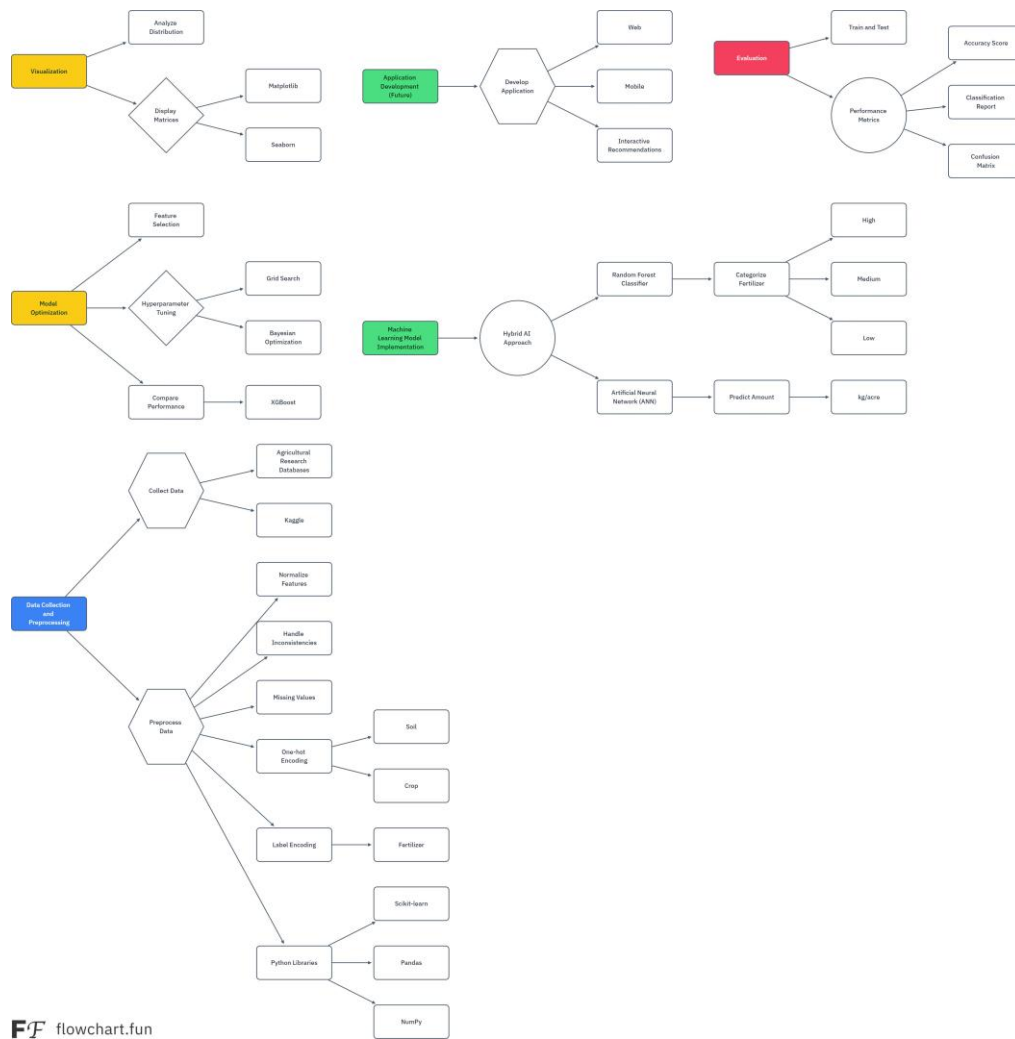 Visualization
Analyze
Distribution
Display
Matrices
Matplotlib
Seaborn
Application
Development
(Future)
Develop
Application
Web
Mobile
Interactive
Recommendations
Evaluation
Train and Test
Performance
Metrics
Accuracy Score
Classification
Report
Confusion
Matrix
Model
Optimization
Feature
Selection
Hyperparameter
Tuning
Grid Search
Bayesian
Optimization
Compare
Performance
XGBoost
Machine
Learning Model
Implementation
Hybrid AI
Approach
Random Forest
Classifier
Categorize
Fertilizer
High
Medium
Low
Artificial Neural
Network (ANN)
Predict Amount
kg/acre
Data Collection
and
Preprocessing
Collect Data
Agricultural
Research
Databases
Kaggle
Preprocess
Data
Normalize
Features
Handle
Inconsistencies
Missing Values
One-hot
Encoding
Soil
Crop
Label Encoding
Fertilizer
Python Libraries
Scikit-learn
Pandas
NumPy
FF flowchart.fun